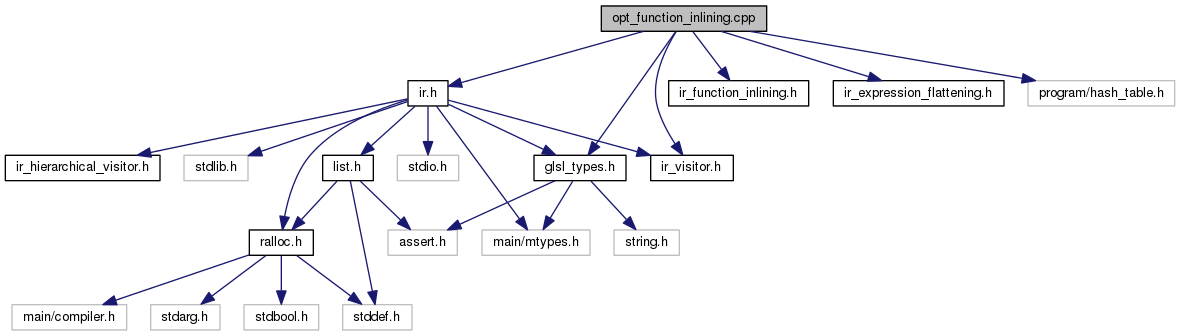 opt_function_inlining.cpp
ir.h
ir_function_inlining.h
ir_expression_flattening.h
program/hash_table.h
ir_hierarchical_visitor.h
stdlib.h
list.h
stdio.h
glsl_types.h
ir_visitor.h
ralloc.h
assert.h
main/mtypes.h
string.h
main/compiler.h
stdarg.h
stdbool.h
stddef.h